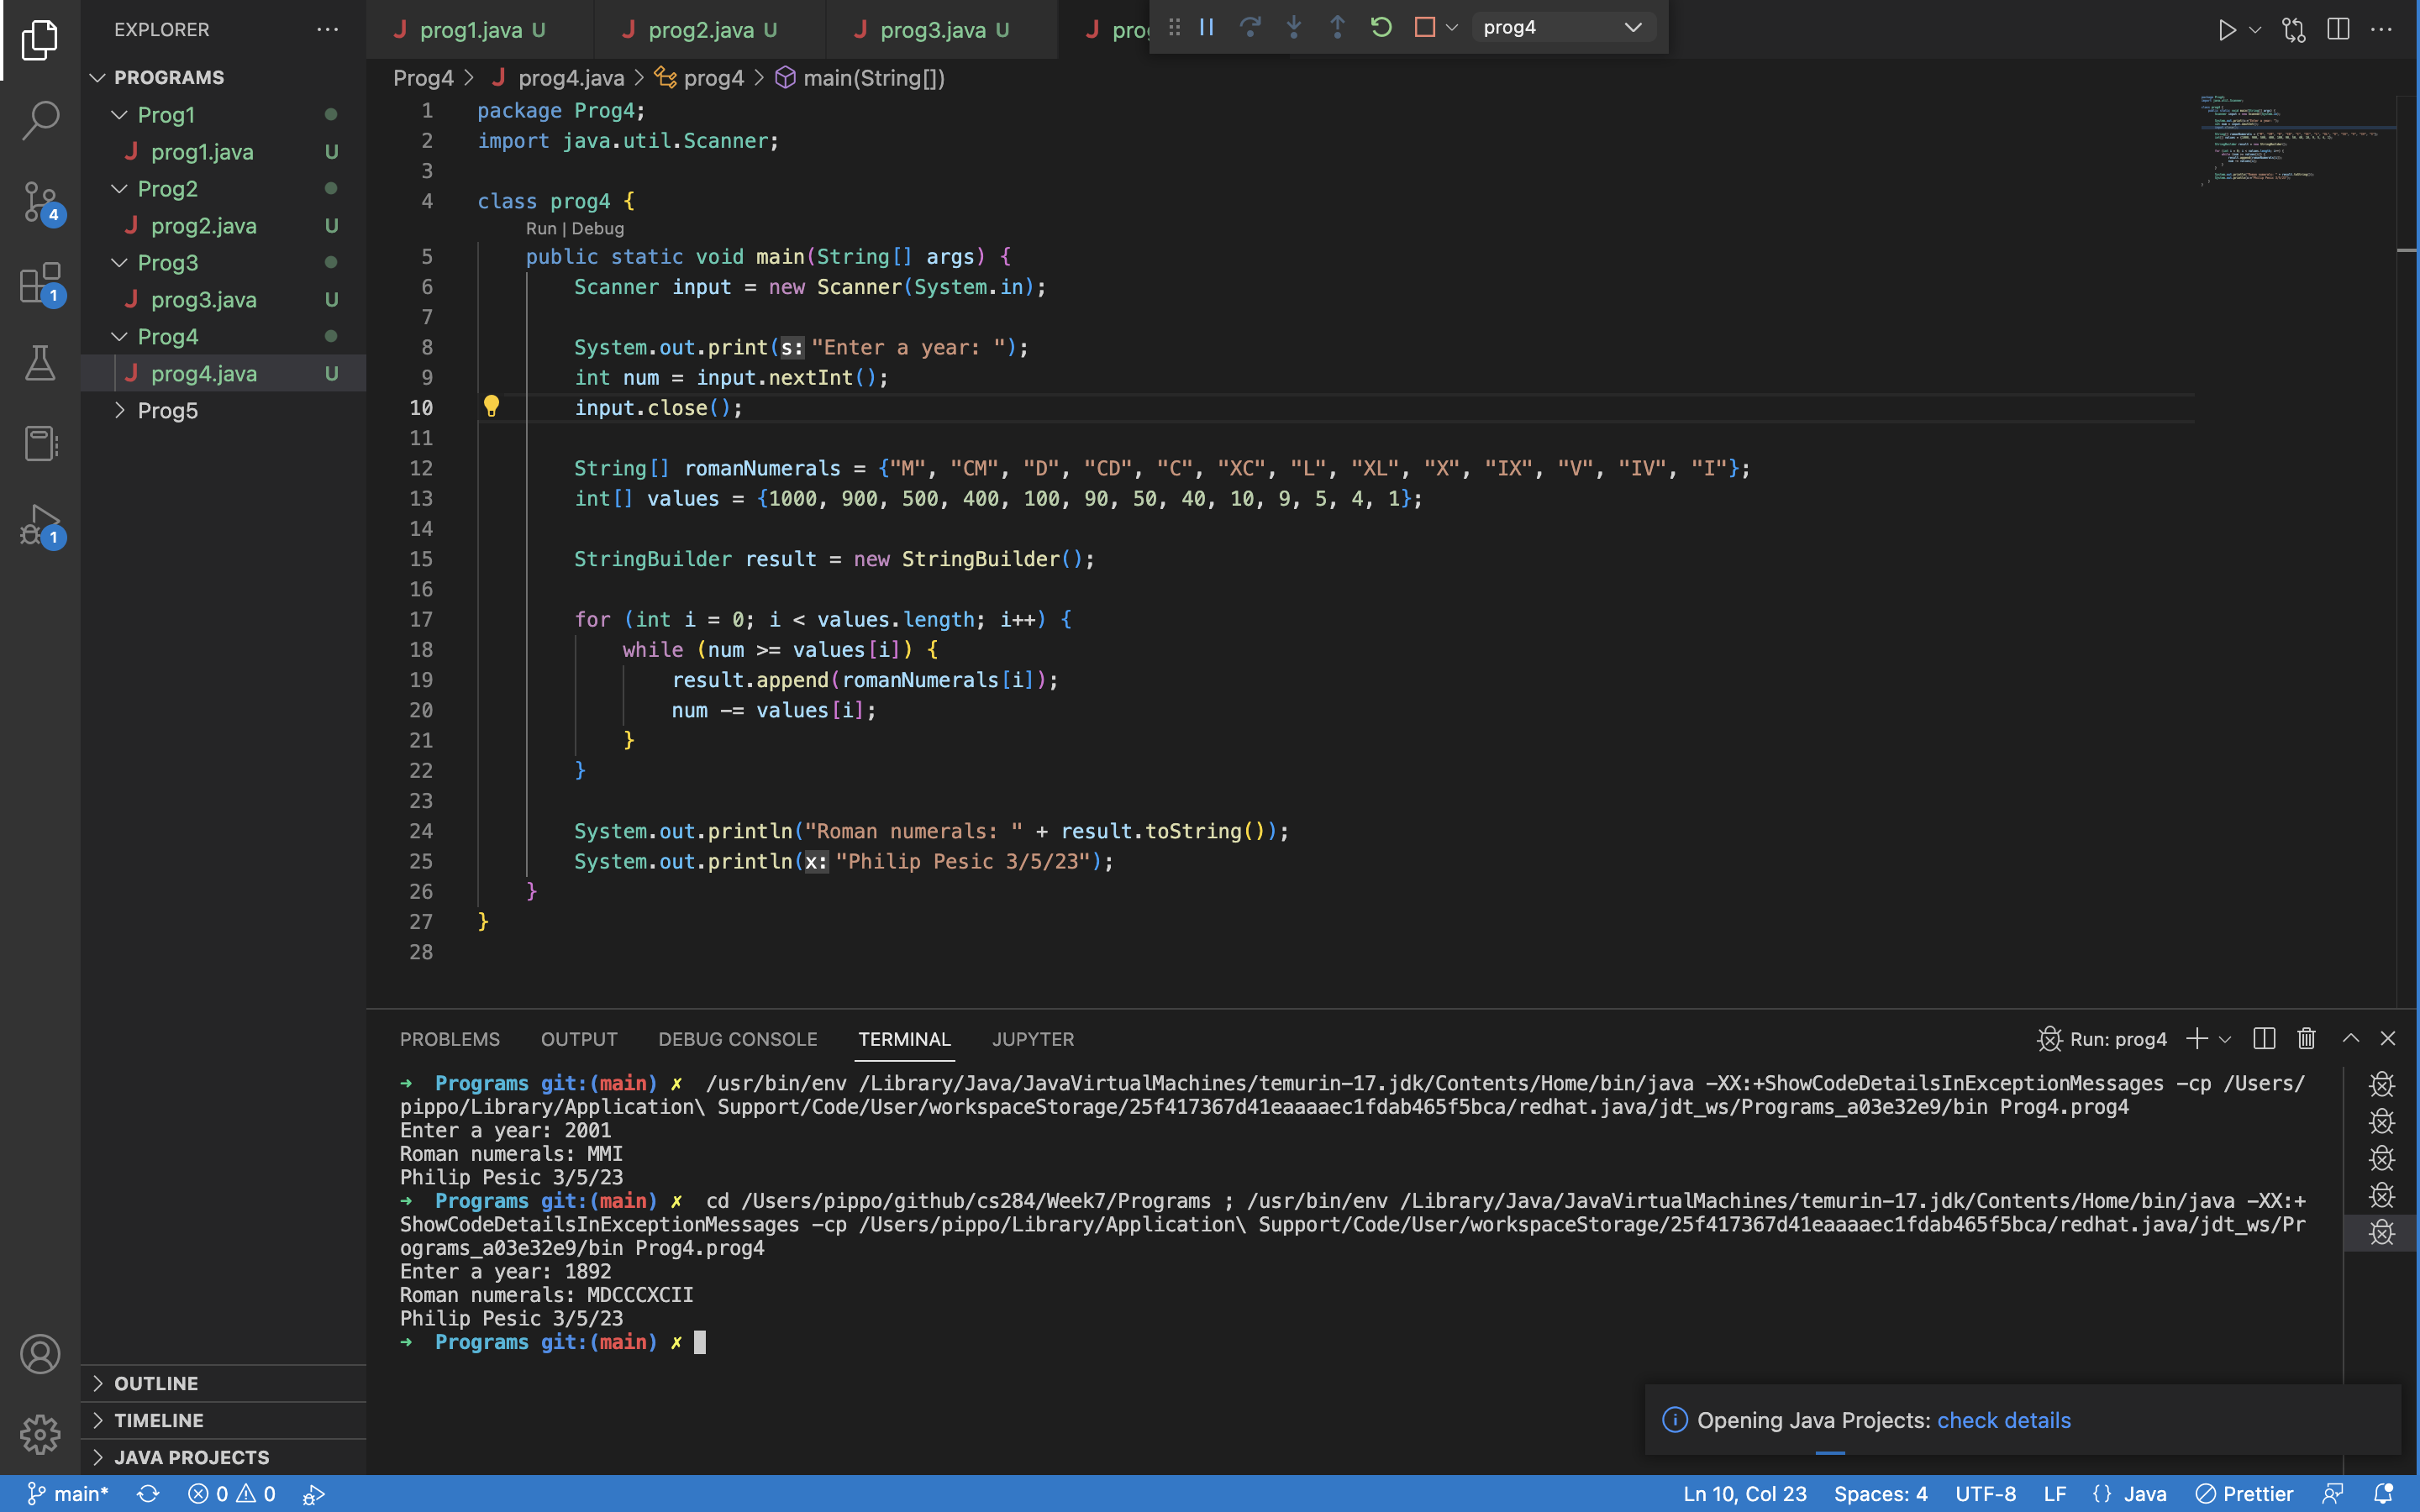 EXPLORER
PROGRAMS
Prog1
J prog1.java U
Prog2
J prog2.java U
Prog3
J prog3.java U
Prog4
J prog4.java U
Prog5
OUTLINE
TIMELINE
JAVA PROJECTS
4
1
1
J prog1.java U
J prog2.java U
J prog3.java U
J
prog4
Prog4 > J prog4.java > prog4 > main(String[])
1 package Prog4;
2 import java.util.Scanner;
3
4 class prog4 {
Run | Debug
5 public static void main(String[] args) {
6 Scanner input = new Scanner(System.in);
7
8 System.out.print(s: "Enter a year: ");
9 int num = input.nextInt();
10 input.close();
11
12 String[] romanNumerals = {"M", "CM", "D", "CD", "C", "XC", "L", "XL", "X", "IX", "V", "IV", "I"};
13 int[] values = {1000, 900, 500, 400, 100, 90, 50, 40, 10, 9, 5, 4, 1};
14
15 StringBuilder result = new StringBuilder();
16
17 for (int i = 0; i < values.length; i++) {
18 while (num >= values[i]) {
19 result.append(romanNumerals[i]);
20 num -= values[i];
21 }
22 }
23
24 System.out.println("Roman numerals: " + result.toString());
25 System.out.println(x: "Philip Pesic 3/5/23");
26 }
27 }
28
PROBLEMS OUTPUT DEBUG CONSOLE TERMINAL JUPYTER
Run: prog4
➜ Programs git:(main) ✗ /usr/bin/env /Library/Java/JavaVirtualMachines/temurin-17.jdk/Contents/Home/bin/java -XX:+ShowCodeDetailsInExceptionMessages -cp /Users/
pippo/Library/Application\ Support/Code/User/workspaceStorage/25f417367d41eaaaaec1fdab465f5bca/redhat.java/jdt_ws/Programs_a03e32e9/bin Prog4.prog4
Enter a year: 2001
Roman numerals: MMI
Philip Pesic 3/5/23
➜ Programs git:(main) ✗ cd /Users/pippo/github/cs284/Week7/Programs ; /usr/bin/env /Library/Java/JavaVirtualMachines/temurin-17.jdk/Contents/Home/bin/java -XX:+
ShowCodeDetailsInExceptionMessages -cp /Users/pippo/Library/Application\ Support/Code/User/workspaceStorage/25f417367d41eaaaaec1fdab465f5bca/redhat.java/jdt_ws/Pr
ograms_a03e32e9/bin Prog4.prog4
Enter a year: 1892
Roman numerals: MDCCCXCII
Philip Pesic 3/5/23
➜ Programs git:(main) ✗
Opening Java Projects: check details
main* 0 0
Ln 10, Col 23 Spaces: 4 UTF-8 LF {} Java Prettier